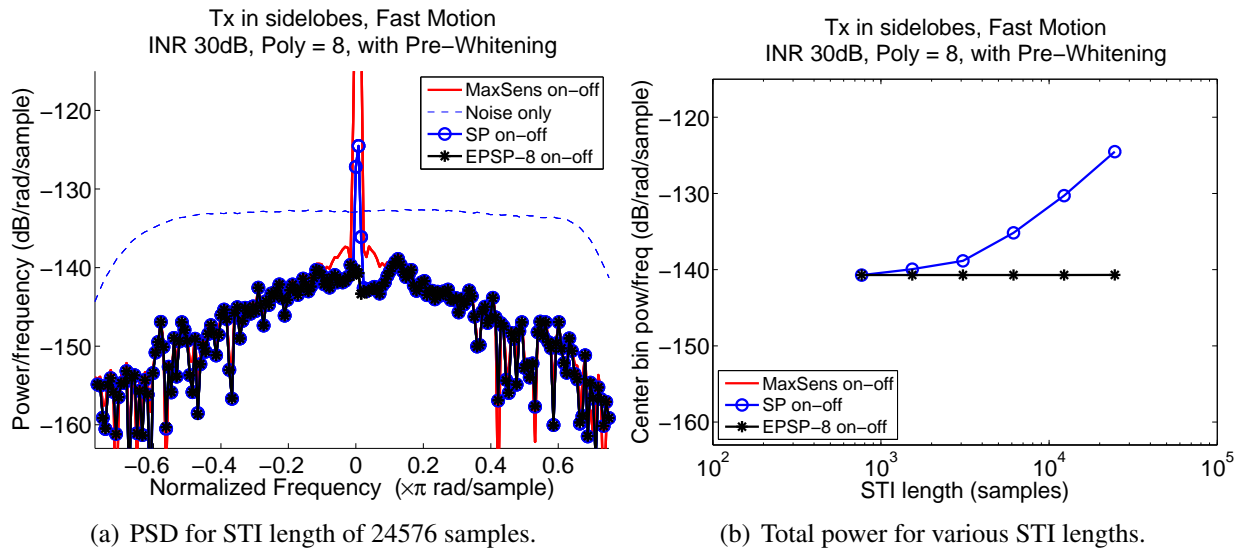 Tx in sidelobes, Fast Motion
INR 30dB, Poly = 8, with Pre−Whitening
Power/frequency (dB/rad/sample)
−120
−130
−140
−150
−160
MaxSens on−off
Noise only
SP on−off
EPSP−8 on−off
−0.6 −0.4 −0.2 0 0.2 0.4 0.6
Normalized Frequency (×π rad/sample)
(a) PSD for STI length of 24576 samples.
Tx in sidelobes, Fast Motion
INR 30dB, Poly = 8, with Pre−Whitening
Center bin pow/freq (dB/rad/sample)
−120
−130
−140
−150
−160
MaxSens on−off
SP on−off
EPSP−8 on−off
10^2 10^3 10^4 10^5
STI length (samples)
(b) Total power for various STI lengths.